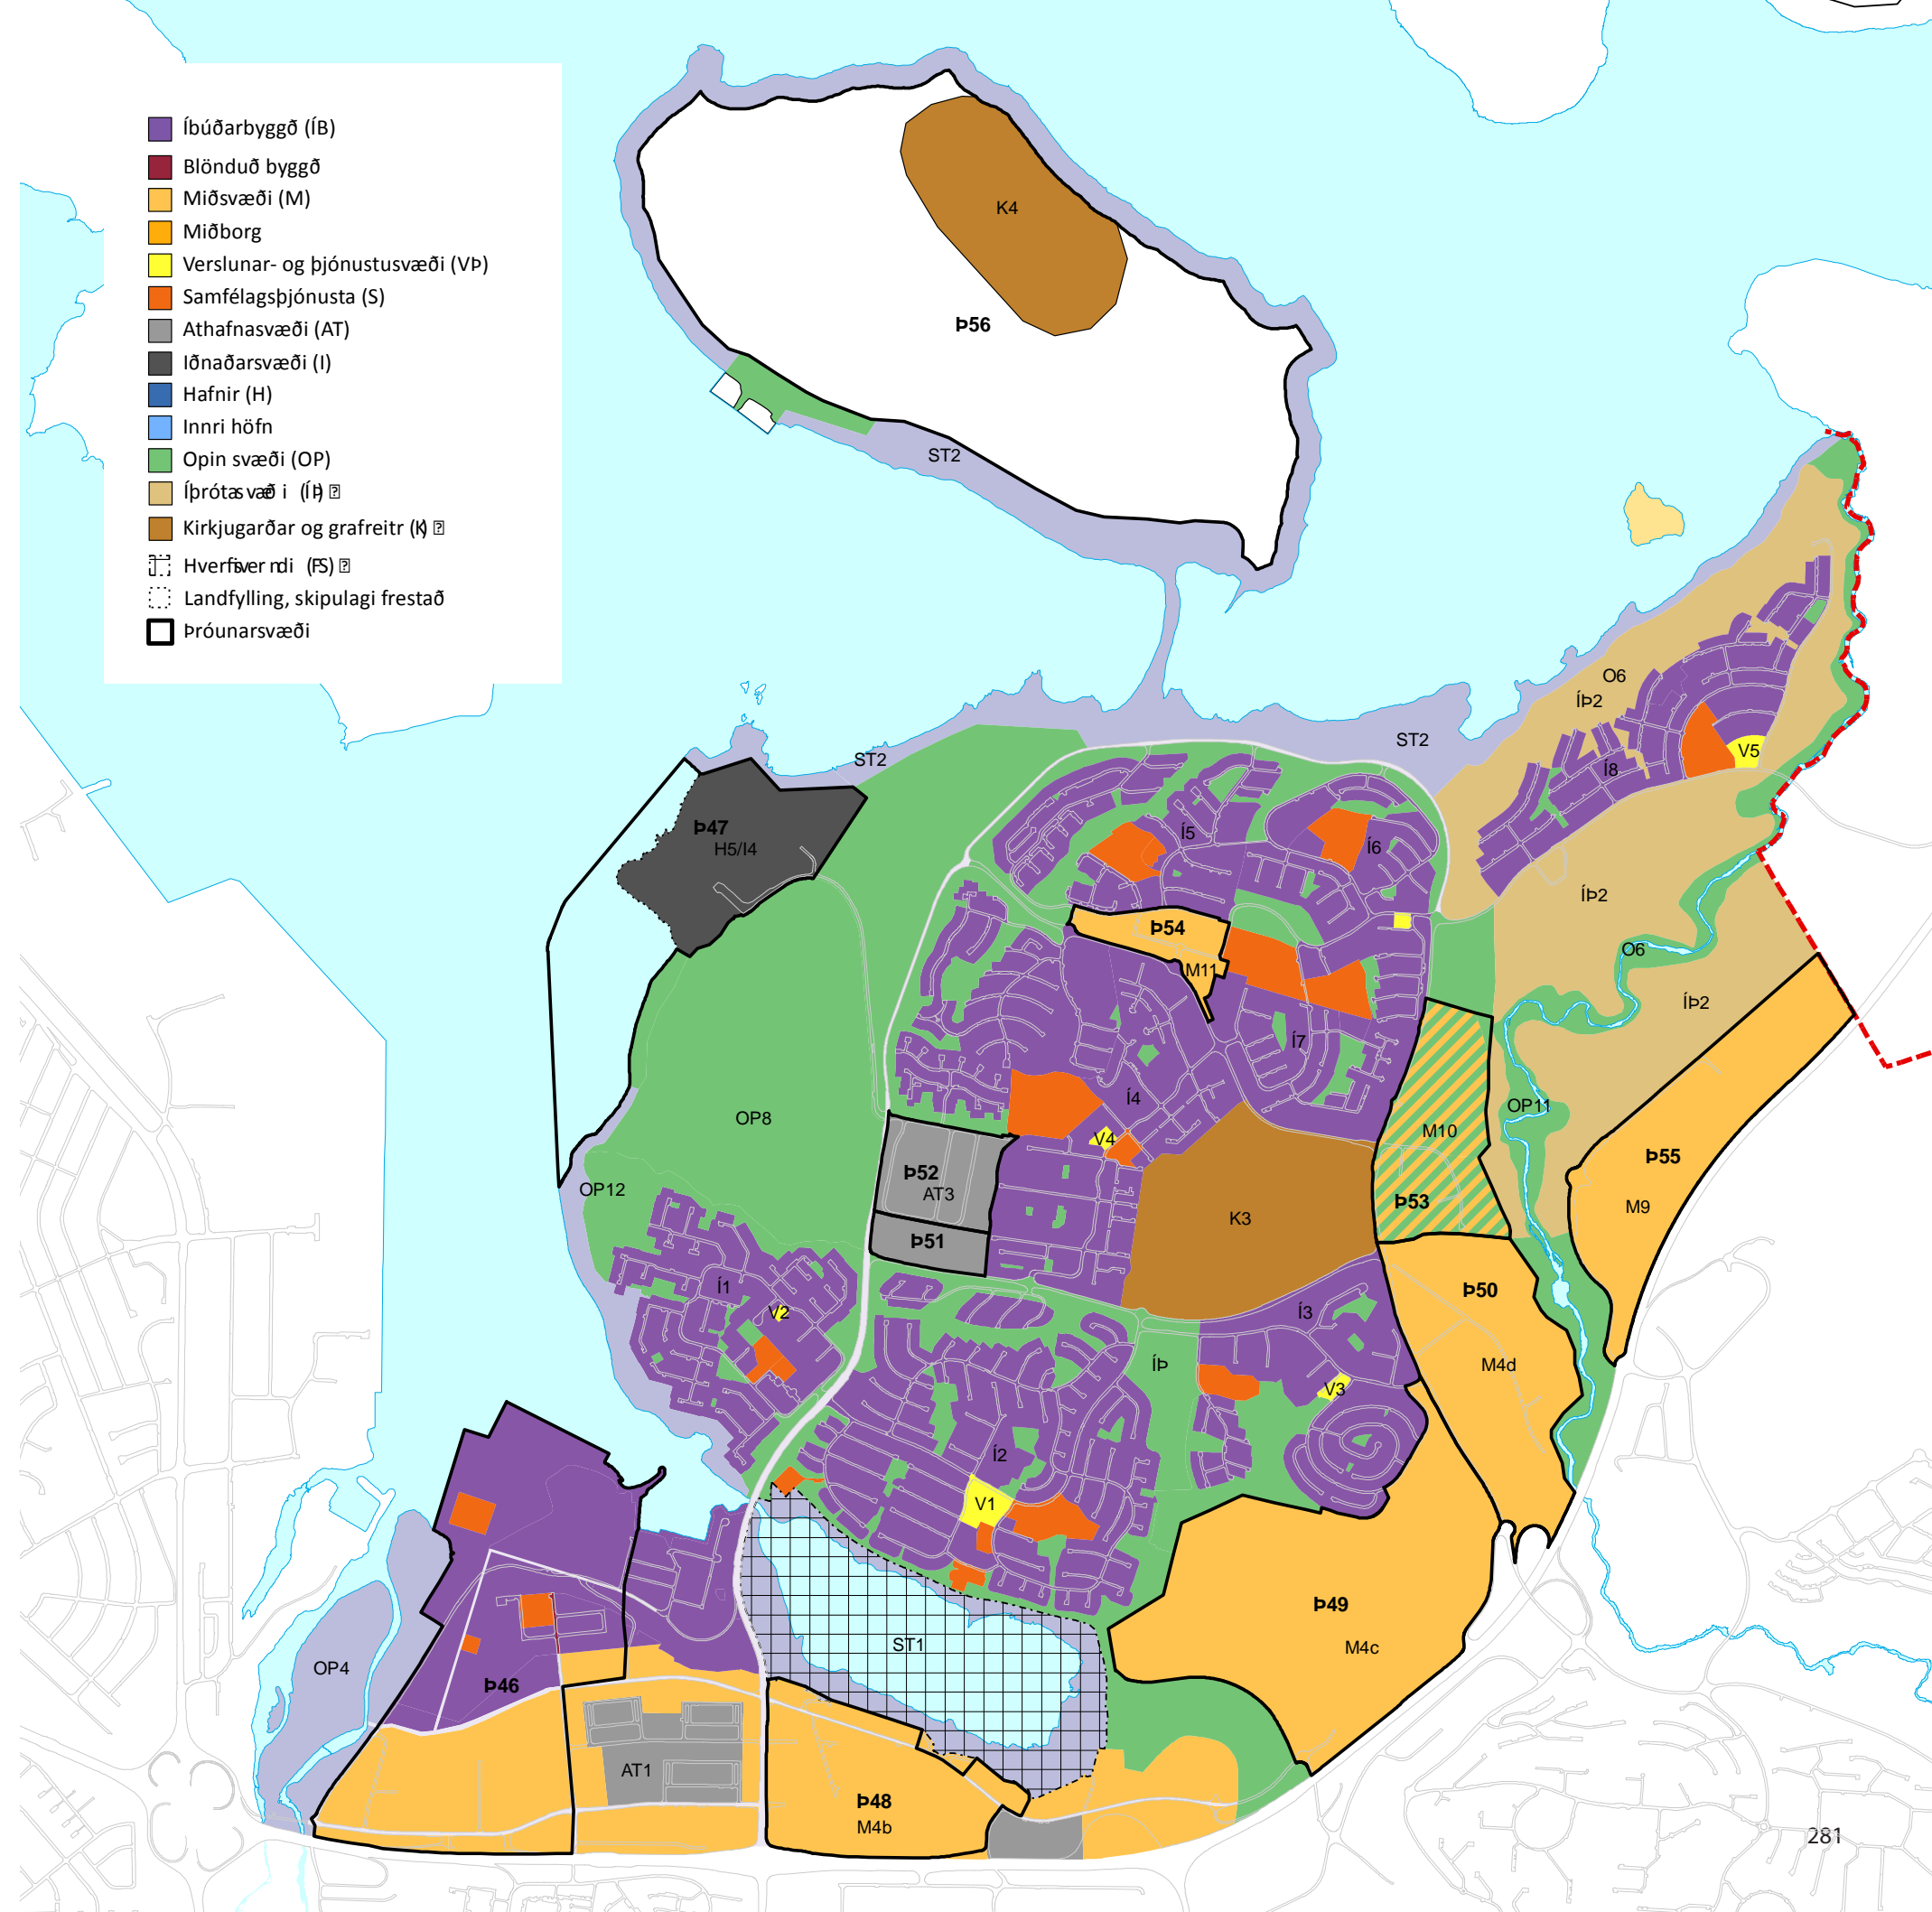 Íbúðarbyggð (ÍB)
Blönduð byggð
Miðsvæði (M)
Miðborg
Verslunar- og þjónustusvæði (VÞ)
Samfélagsþjónusta (S)
Athafnasvæði (AT)
Iðnaðarsvæði (I)
Hafnir (H)
Innri höfn
Opin svæði (OP)
Kirkjugarðar og grafreitr (K)
Landfylling, skipulagi frestað
Þróunarsvæði
K4
Þ56
ST2
O6
ÍÞ2
ST2
V5
ST2
Í8
Þ47
H5/I4
Í5
Í6
ÍÞ2
Þ54
O6
M11
ÍÞ2
Í7
Í4
OP11
OP8
M10
V4
Þ55
Þ52
AT3
OP12
Þ53
M9
K3
Þ51
Í1
Þ50
V2
Í3
ÍÞ
M4d
V3
Í2
V1
Þ49
ST1
M4c
OP4
Þ46
AT1
Þ48
M4b
281